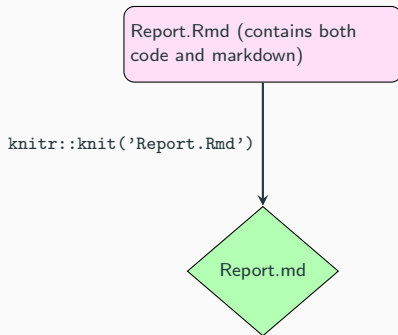 Report.Rmd (contains both
code and markdown)
knitr::knit('Report.Rmd')
Report.md